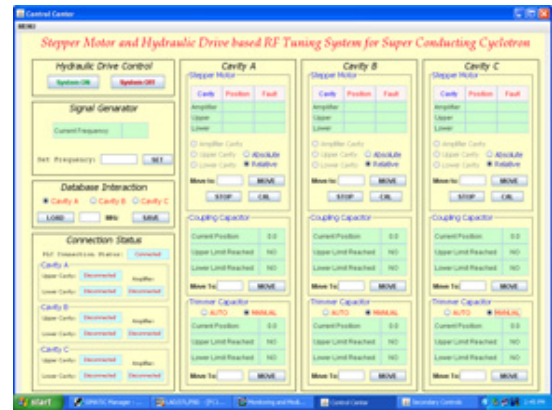 Control Center
MENU
Stepper Motor and Hydraulic Drive based RF Tuning System for Super Conducting Cyclotron
Hydraulic Drive Control
System ON System OFF
Signal Genarator
Current Frequency
Set Frequency: SET
Database Interaction
Cavity A Cavity B Cavity C
LOAD MHz SAVE
Connection Status
PLC Connection Status: Connected
Cavity A
Upper Cavity: Disconnected Amplifier:
Lower Cavity: Disconnected Disconnected
Cavity B
Upper Cavity: Disconnected Amplifier:
Lower Cavity: Disconnected Disconnected
Cavity C
Upper Cavity: Disconnected Amplifier:
Lower Cavity: Disconnected Disconnected
Cavity A
Stepper Motor
Cavity Position Fault
Amplifier
Upper
Lower
Amplifier Cavity
Upper Cavity Absolute
Lower Cavity Relative
Move to: MOVE
STOP CAL
Coupling Capacitor
Current Position 0.0
Upper Limit Reached NO
Lower Limit Reached NO
Move To: MOVE
Trimmer Capacitor
AUTO MANUAL
Current Position 0.0
Upper Limit Reached NO
Lower Limit Reached NO
Move To: MOVE
Cavity B
Stepper Motor
Cavity Position Fault
Amplifier
Upper
Lower
Amplifier Cavity
Upper Cavity Absolute
Lower Cavity Relative
Move to: MOVE
STOP CAL
Coupling Capacitor
Current Position 0.0
Upper Limit Reached NO
Lower Limit Reached NO
Move To: MOVE
Trimmer Capacitor
AUTO MANUAL
Current Position 0.0
Upper Limit Reached NO
Lower Limit Reached NO
Move To: MOVE
Cavity C
Stepper Motor
Cavity Position Fault
Amplifier
Upper
Lower
Amplifier Cavity
Upper Cavity Absolute
Lower Cavity Relative
Move to: MOVE
STOP CAL
Coupling Capacitor
Current Position 0.0
Upper Limit Reached NO
Lower Limit Reached NO
Move To: MOVE
Trimmer Capacitor
AUTO MANUAL
Current Position 0.0
Upper Limit Reached NO
Lower Limit Reached NO
Move To: MOVE
start SIMATIC Manager Control Center Secondary Controls